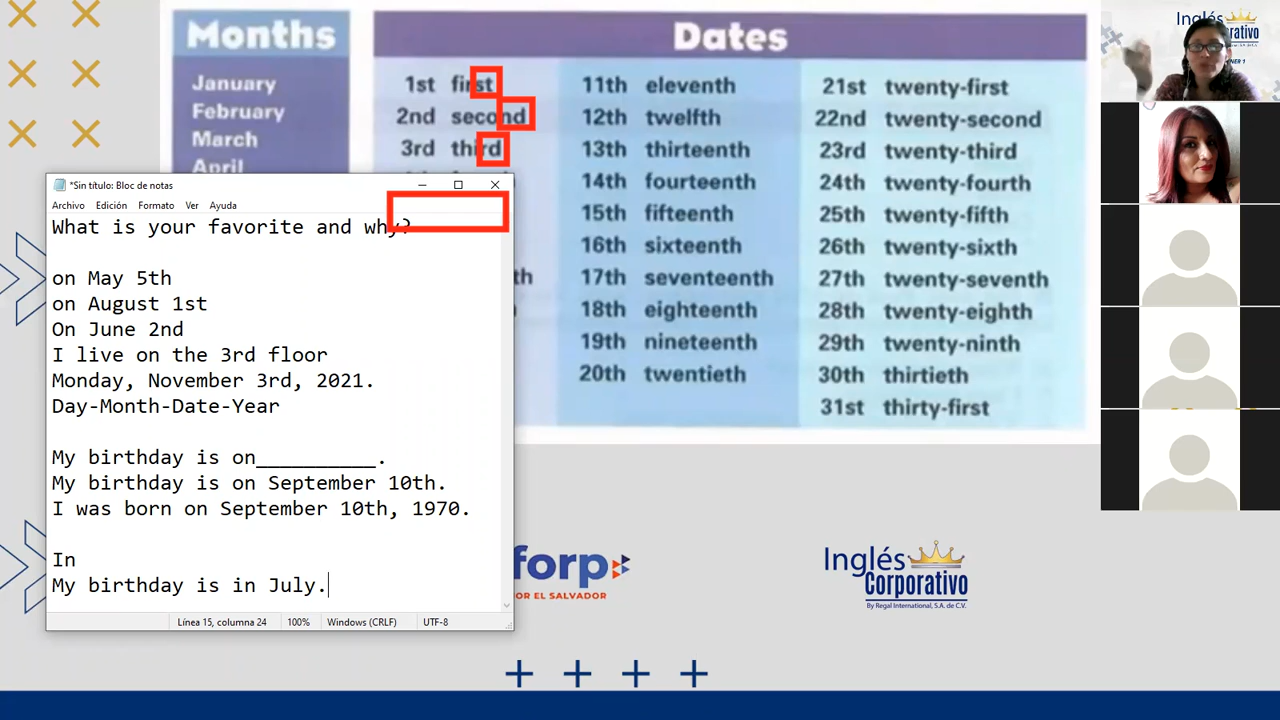 Months
January
February
March
April
Dates
1st first
2nd second
3rd third
11th eleventh
12th twelfth
13th thirteenth
14th fourteenth
15th fifteenth
16th sixteenth
17th seventeenth
18th eighteenth
19th nineteenth
20th twentieth
21st twenty-first
22nd twenty-second
23rd twenty-third
24th twenty-fourth
25th twenty-fifth
26th twenty-sixth
27th twenty-seventh
28th twenty-eighth
29th twenty-ninth
30th thirtieth
31st thirty-first
*Sin título: Bloc de notas
Archivo Edición Formato Ver Ayuda
What is your favorite and why?
on May 5th
on August 1st
On June 2nd
I live on the 3rd floor
Monday, November 3rd, 2021.
Day-Month-Date-Year
My birthday is on__________.
My birthday is on September 10th.
I was born on September 10th, 1970.
In
My birthday is in July.
Línea 15, columna 24 100% Windows (CRLF) UTF-8
forp
OR EL SALVADOR
Inglés
Corporativo
By Regal International, S.A. de C.V.
Inglés